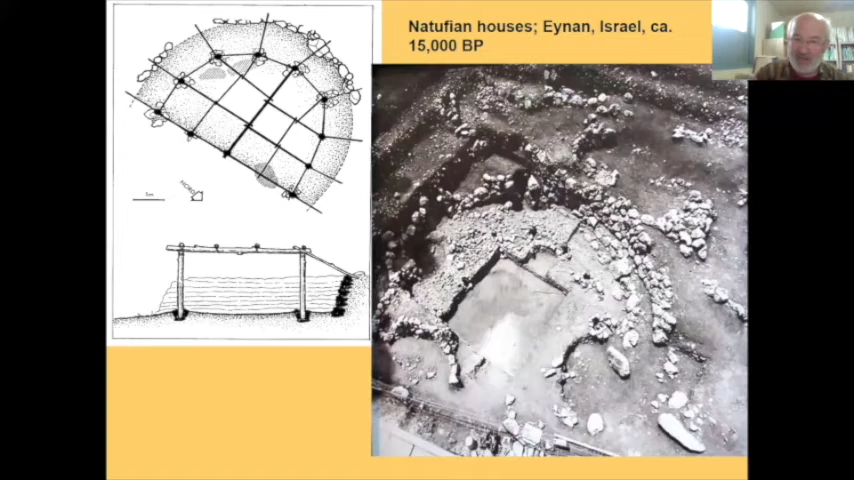 Natufian houses; Eynan, Israel, ca.
15,000 BP